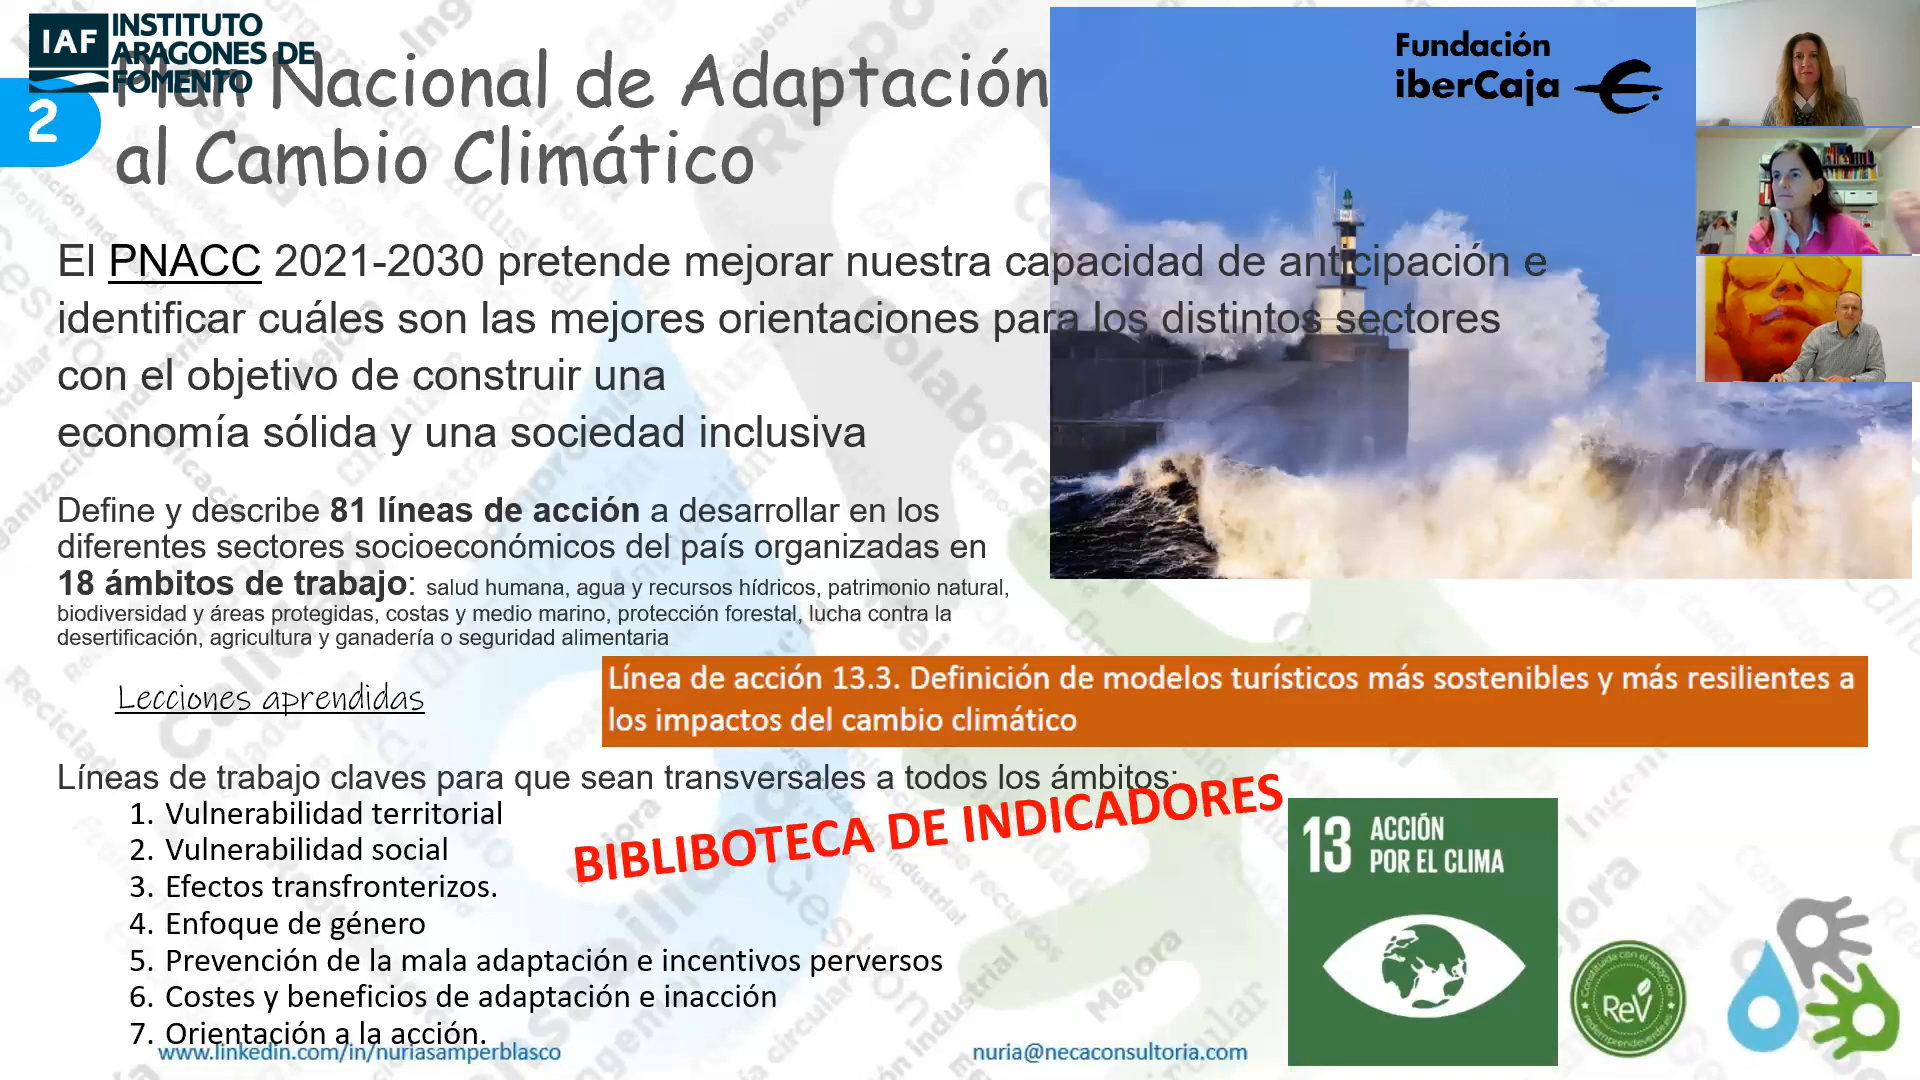 IAF
INSTITUTO
ARAGONES DE
FOMENTO
2
Plan Nacional de Adaptación
al Cambio Climático
Fundación
iberCaja
El PNACC 2021-2030 pretende mejorar nuestra capacidad de anticipación e
identificar cuáles son las mejores orientaciones para los distintos sectores
con el objetivo de construir una
economía sólida y una sociedad inclusiva
Define y describe 81 líneas de acción a desarrollar en los
diferentes sectores socioeconómicos del país organizadas en
18 ámbitos de trabajo: salud humana, agua y recursos hídricos, patrimonio natural,
biodiversidad y áreas protegidas, costas y medio marino, protección forestal, lucha contra la
desertificación, agricultura y ganadería o seguridad alimentaria
Lecciones aprendidas
Línea de acción 13.3. Definición de modelos turísticos más sostenibles y más resilientes a
los impactos del cambio climático
Líneas de trabajo claves para que sean transversales a todos los ámbitos:
BIBLIBOTECA DE INDICADORES
1. Vulnerabilidad territorial
2. Vulnerabilidad social
3. Efectos transfronterizos.
4. Enfoque de género
5. Prevención de la mala adaptación e incentivos perversos
6. Costes y beneficios de adaptación e inacción
7. Orientación a la acción.
13 ACCIÓN
POR EL CLIMA
Constituida con el apoyo de
ReV
redemprendeverde.es
www.linkedin.com/in/nuriasamperblasco
nuria@necaconsultoria.com